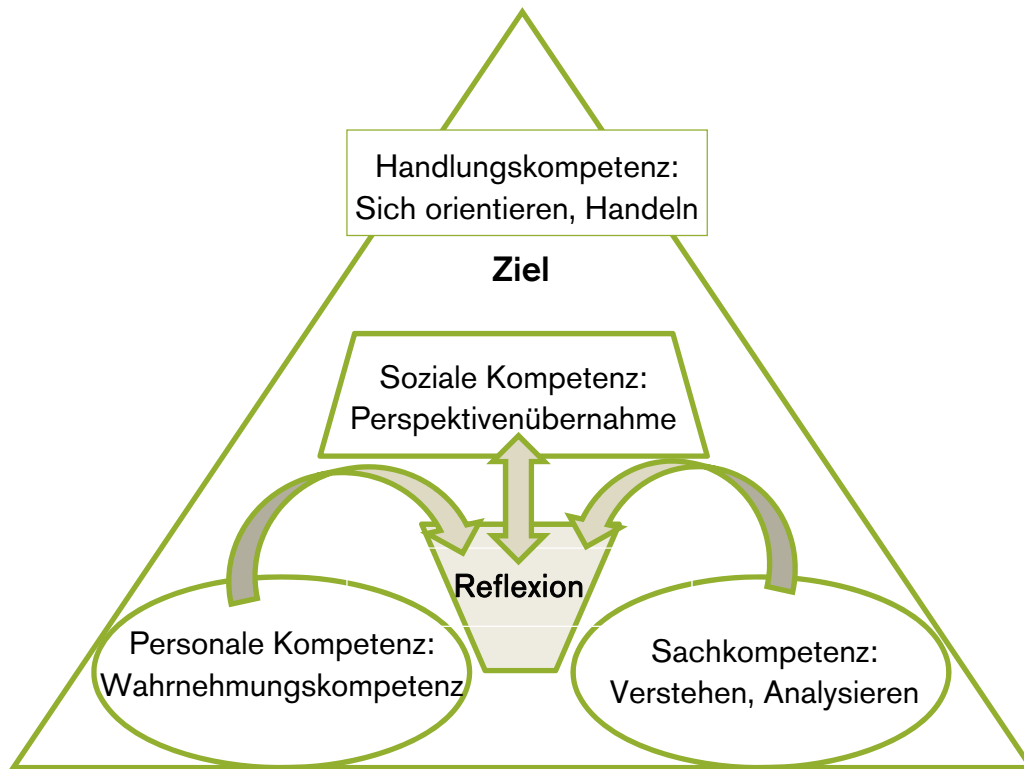 Handlungskompetenz:
Sich orientieren, Handeln
Ziel
Soziale Kompetenz:
Perspektivenübernahme
Reflexion
Personale Kompetenz:
Wahrnehmungskompetenz
Sachkompetenz:
Verstehen, Analysieren